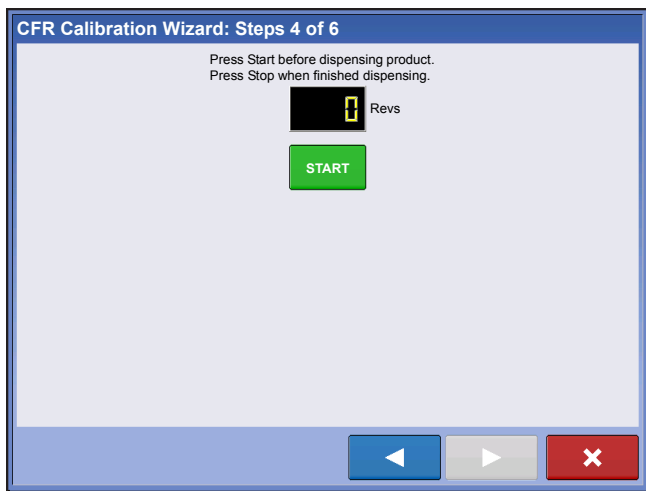 CFR Calibration Wizard: Steps 4 of 6
Press Start before dispensing product.
Press Stop when finished dispensing.
0 Revs
START